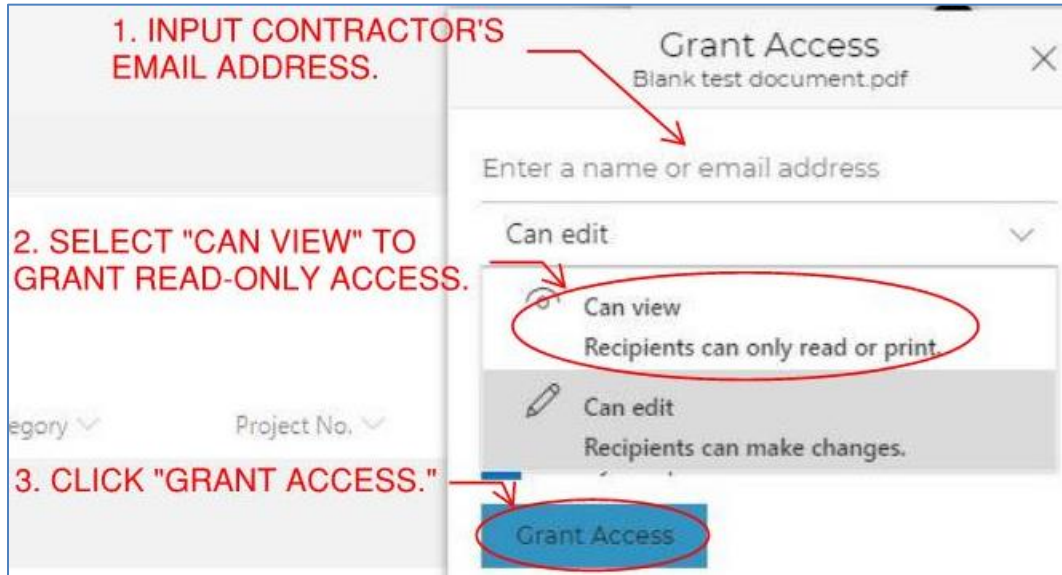 1. INPUT CONTRACTOR'S
EMAIL ADDRESS.
Grant Access
Blank test document.pdf
Enter a name or email address
Can edit
2. SELECT "CAN VIEW" TO
GRANT READ-ONLY ACCESS.
Can view
Recipients can only read or print.
Can edit
Recipients can make changes.
egory
Project No.
3. CLICK "GRANT ACCESS."
Grant Access